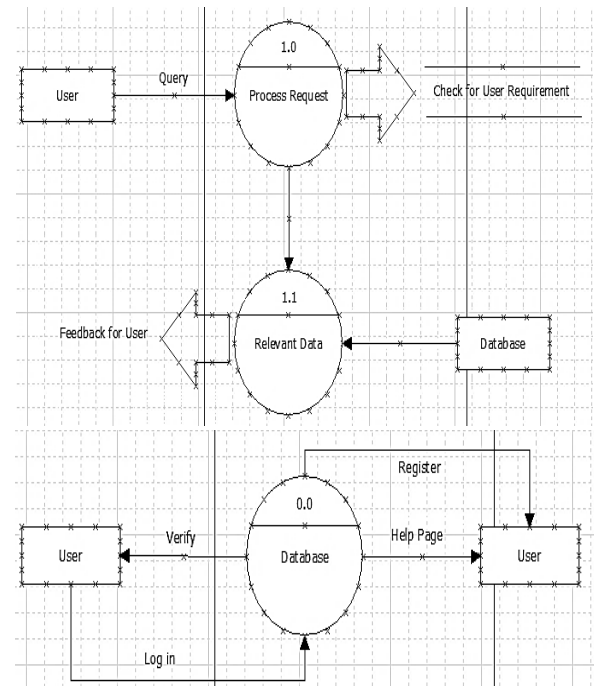 1.0
Query
User
Process Request
Check for User Requirement
1.1
Feedback for User
Relevant Data
Database
Register
0.0
Verify
Help Page
User
Database
User
Log in